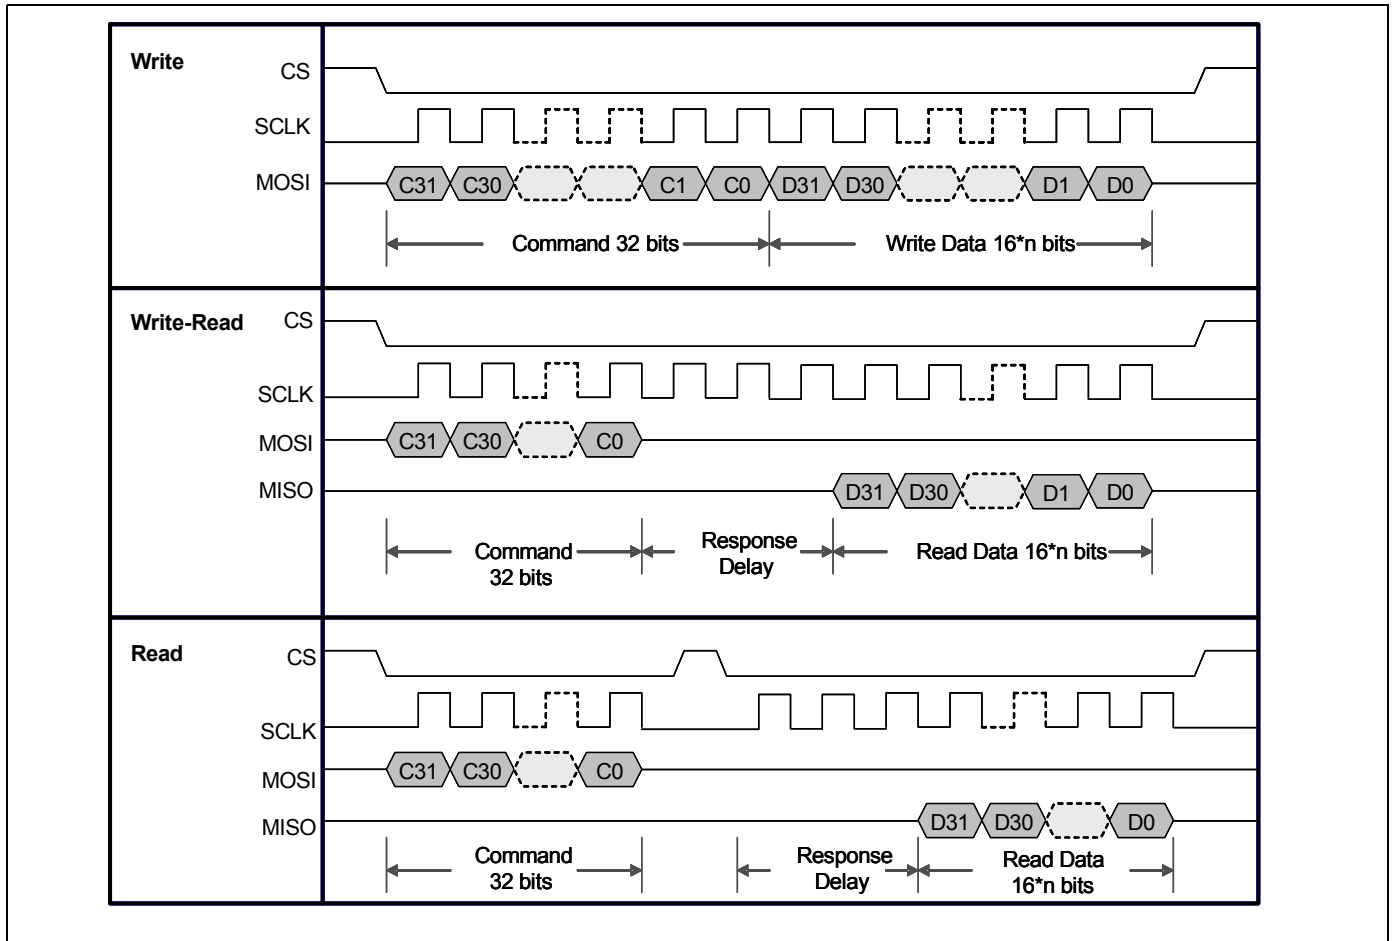 Write
CS
SCLK
MOSI
C31 C30 C1 C0 D31 D30 D1 D0
Command 32 bits
Write Data 16*n bits
Write-Read
CS
SCLK
MOSI
C31 C30 C0
MISO
D31 D30 D1 D0
Command
32 bits
Response
Delay
Read Data 16*n bits
Read
CS
SCLK
MOSI
C31 C30 C0
MISO
D31 D30 D0
Command
32 bits
Response
Delay
Read Data
16*n bits